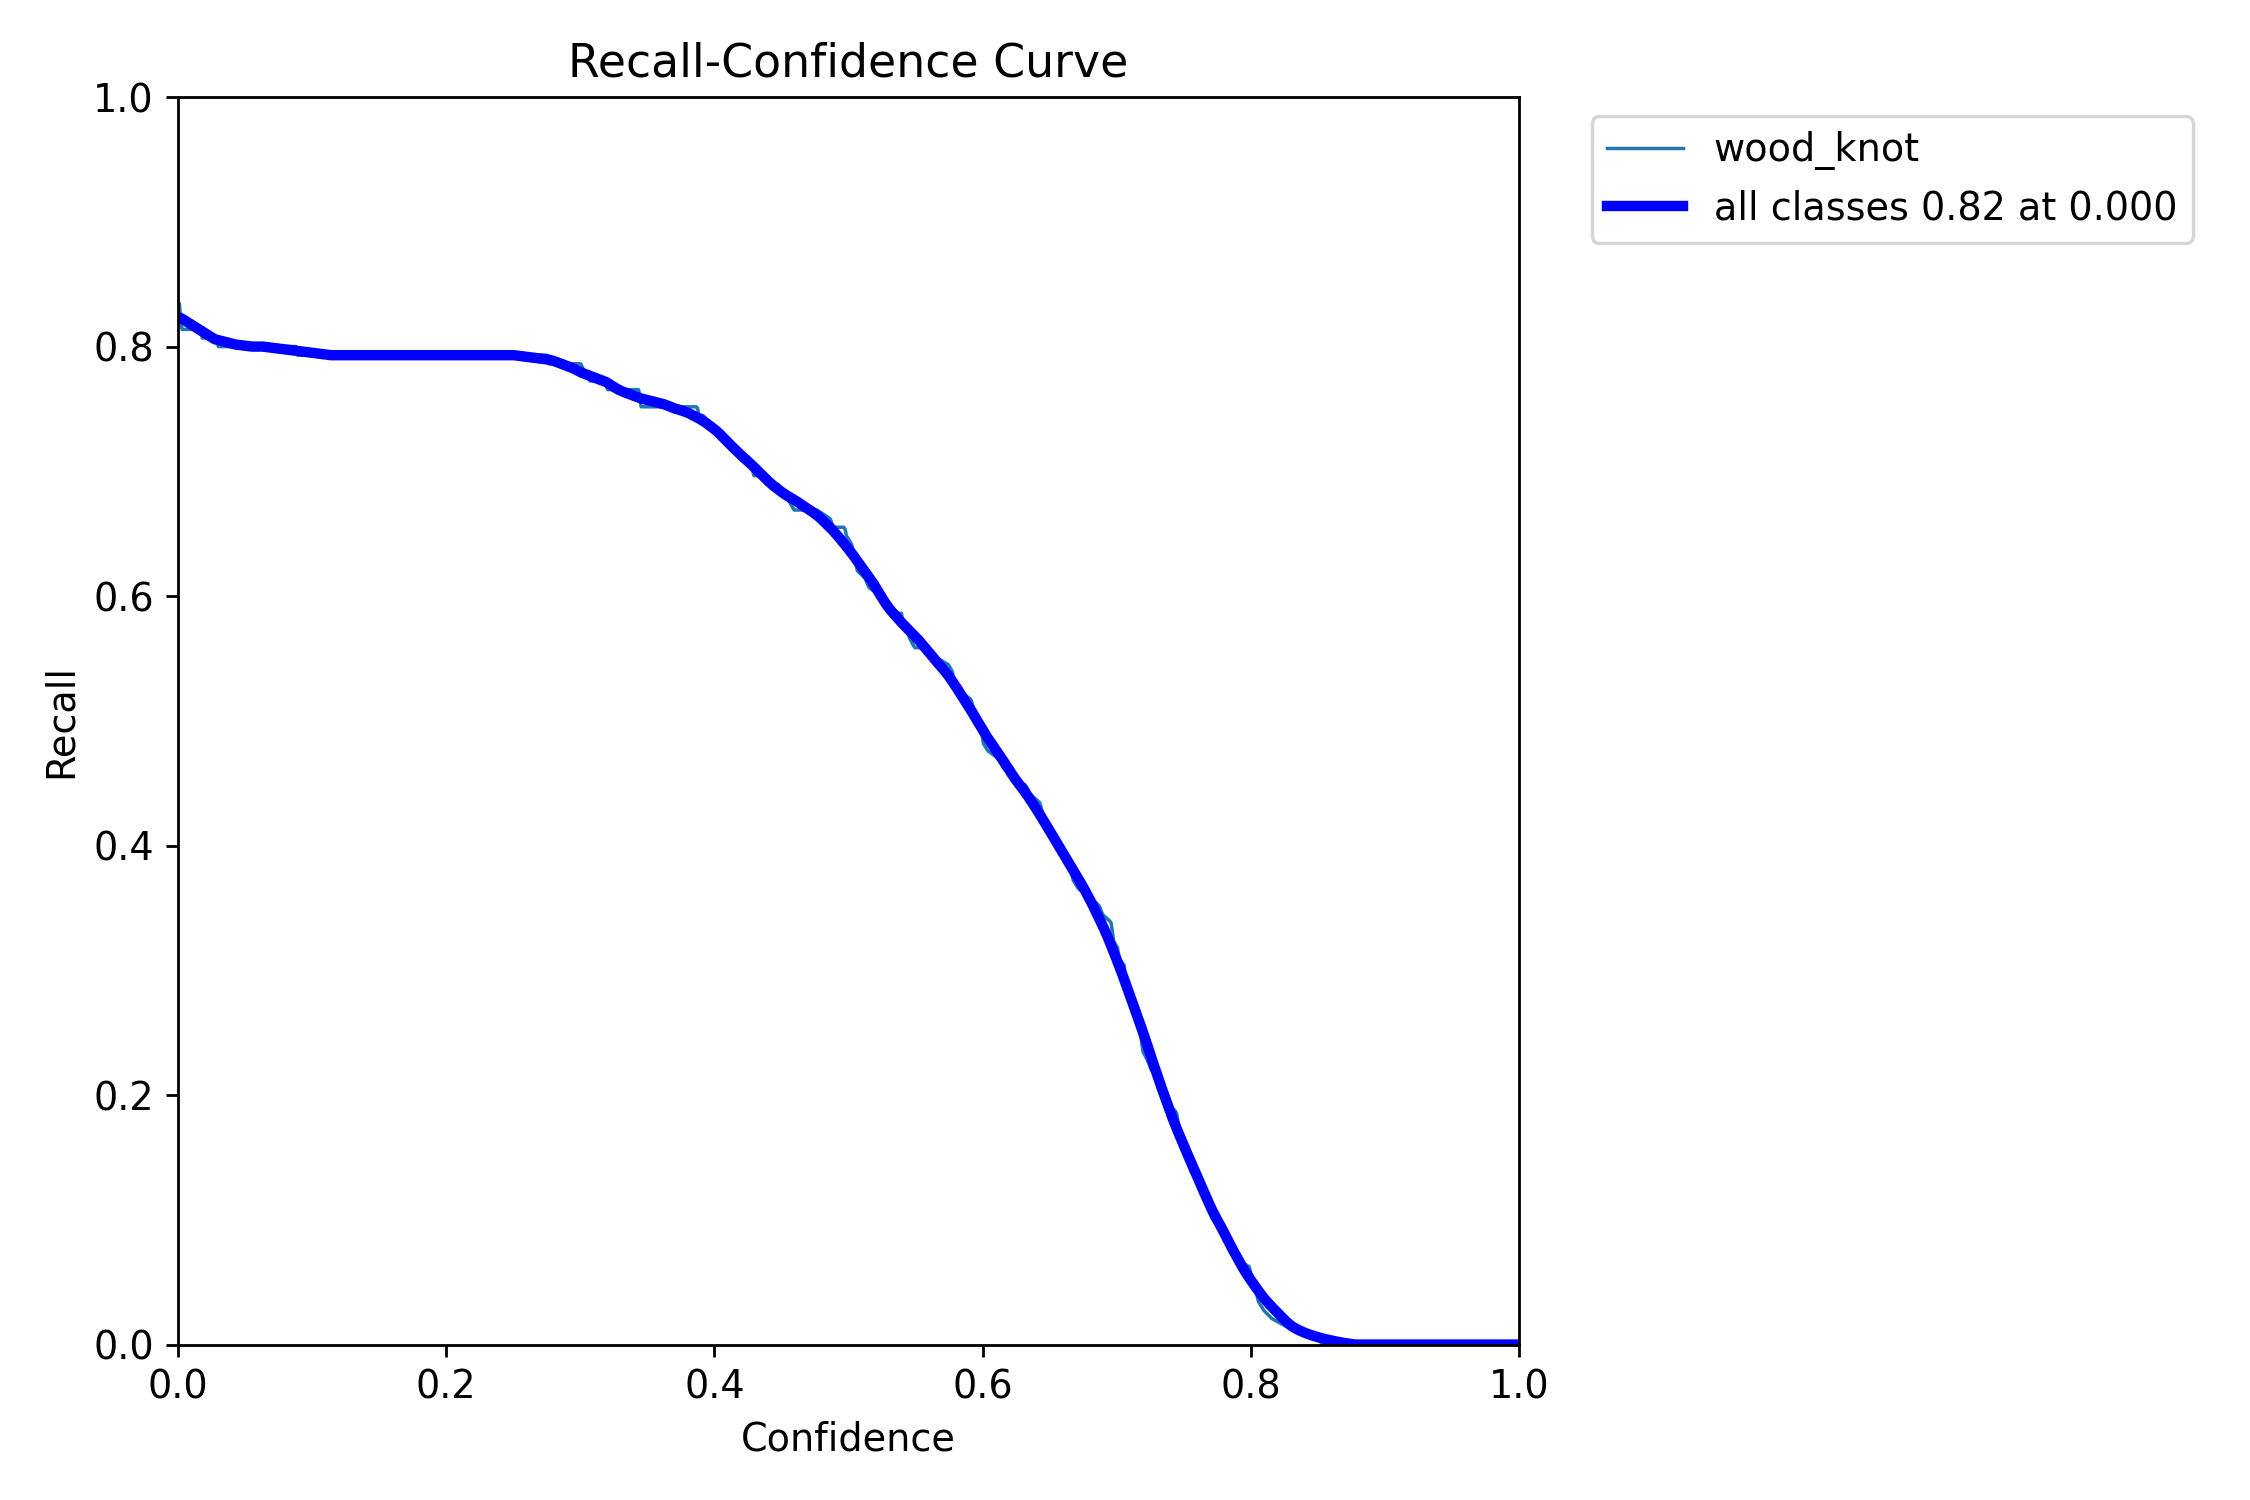 Recall-Confidence Curve
1.0
0.8
0.6
0.4
0.2
0.0
Recall
0.0 0.2 0.4 0.6 0.8 1.0
Confidence
wood_knot
all classes 0.82 at 0.000